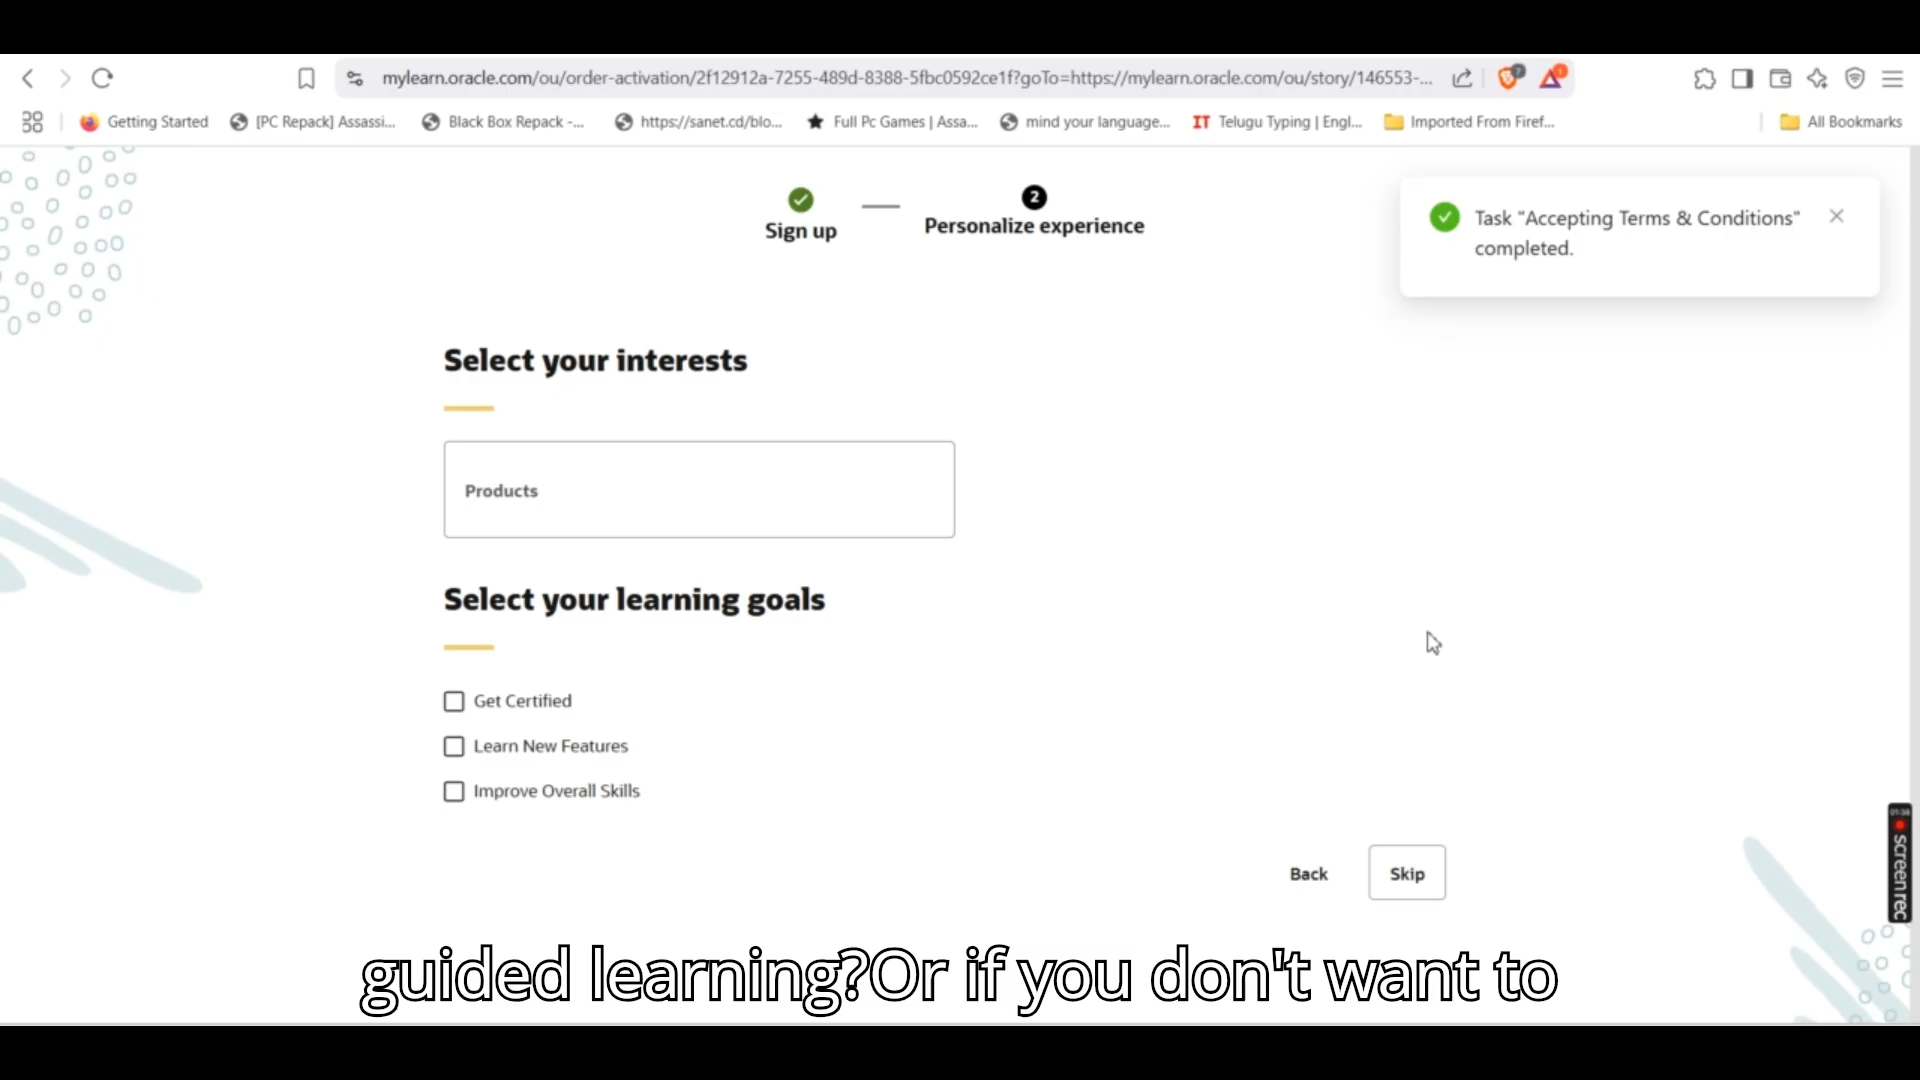 mylearn.oracle.com/ou/order-activation/2f12912a-7255-489d-8388-5fbc0592ce1f?goTo=https://mylearn.oracle.com/ou/story/146553-...
Getting Started
[PC Repack] Assassi...
Black Box Repack -...
https://sanet.cd/blo...
Full Pc Games | Assa...
mind your language...
IT Telugu Typing | Engl...
Imported From Firef...
All Bookmarks
2
Sign up
Personalize experience
Task "Accepting Terms & Conditions"
completed.
Select your interests
Products
Select your learning goals
Get Certified
Learn New Features
Improve Overall Skills
Back
Skip
01:38
screenrec
guided learning?Or if you don't want to